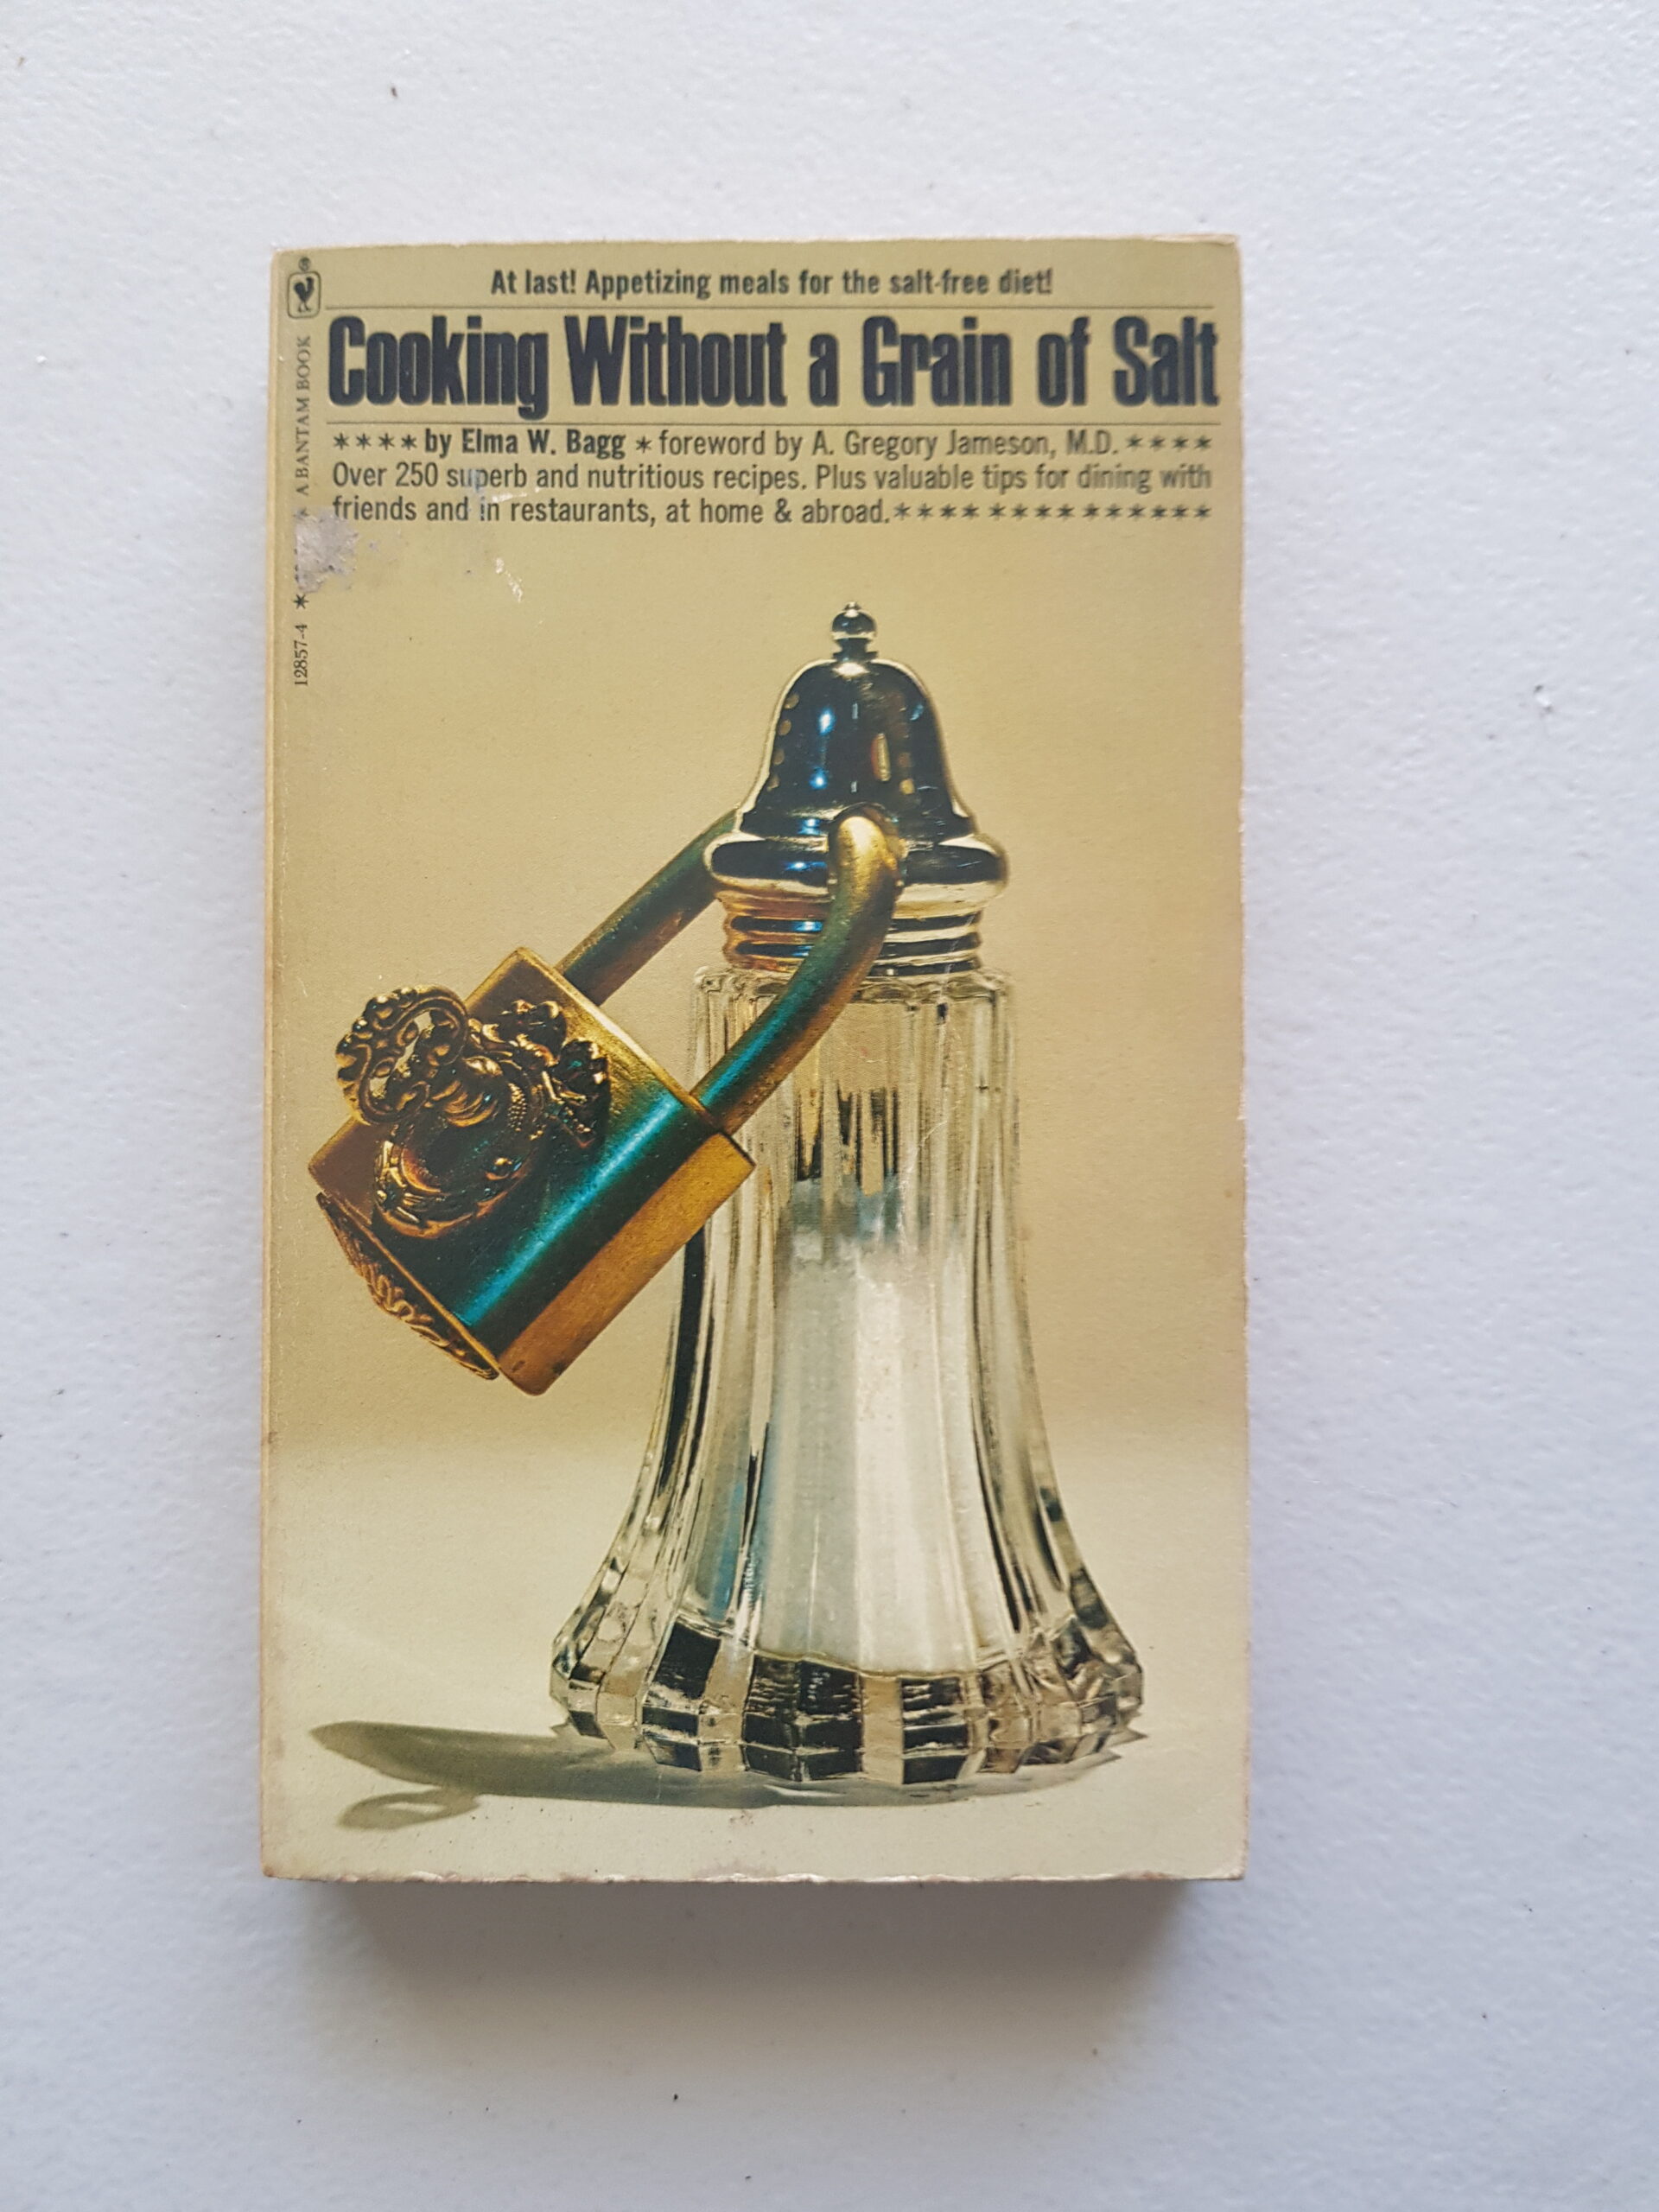 At last! Appetizing meals for the salt-free diet!
Cooking Without a Grain of Salt
****by Elma W. Bagg *foreword by A. Gregory Jameson, M.D.****
Over 250 superb and nutritious recipes. Plus valuable tips for dining with
friends and in restaurants, at home & abroad.**************
®
A BANTAM BOOK
12857-4 *